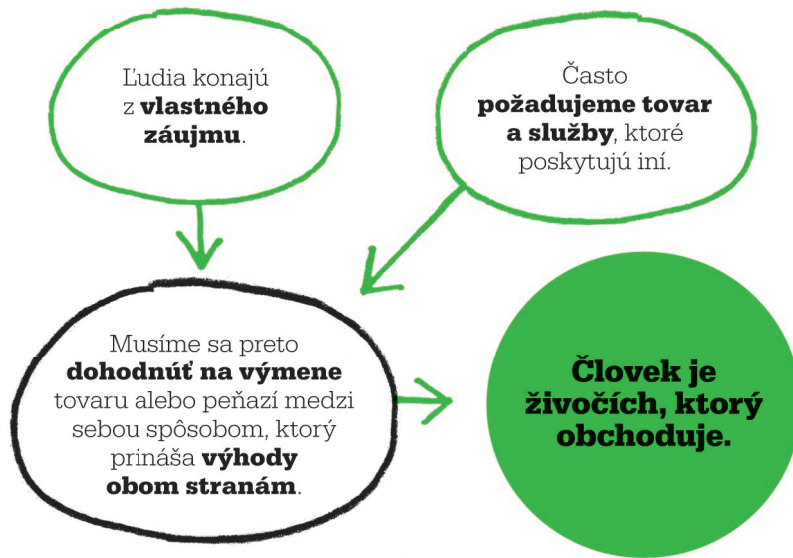 Ľudia konajú
z vlastného
záujmu.
Často
požadujeme tovar
a služby, ktoré
poskytujú iní.
Musíme sa preto
dohodnúť na výmene
tovaru alebo peňazí medzi
sebou spôsobom, ktorý
prináša výhody
obom stranám.
Človek je
živočích, ktorý
obchoduje.